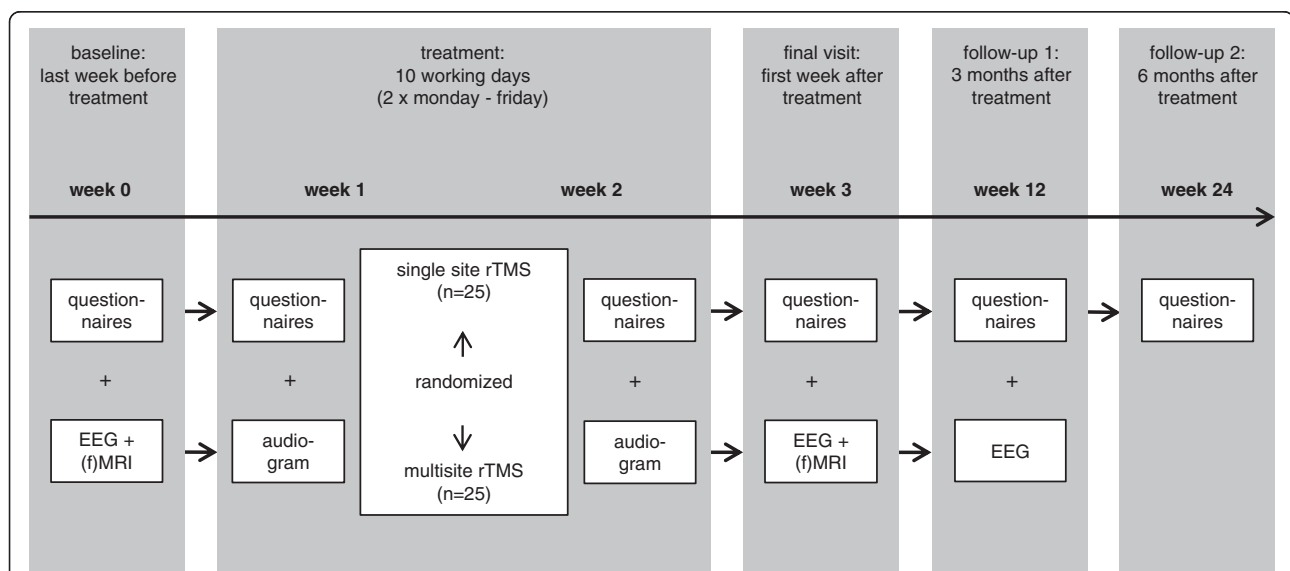 baseline:
last week before
treatment
treatment:
10 working days
(2 x monday - friday)
final visit:
first week after
treatment
follow-up 1:
3 months after
treatment
follow-up 2:
6 months after
treatment
week 0
week 1
week 2
week 3
week 12
week 24
question-
naires
+
EEG +
(f)MRI
question-
naires
+
audio-
gram
single site rTMS
(n=25)
randomized
multisite rTMS
(n=25)
question-
naires
+
audio-
gram
question-
naires
+
EEG +
(f)MRI
question-
naires
+
EEG
question-
naires